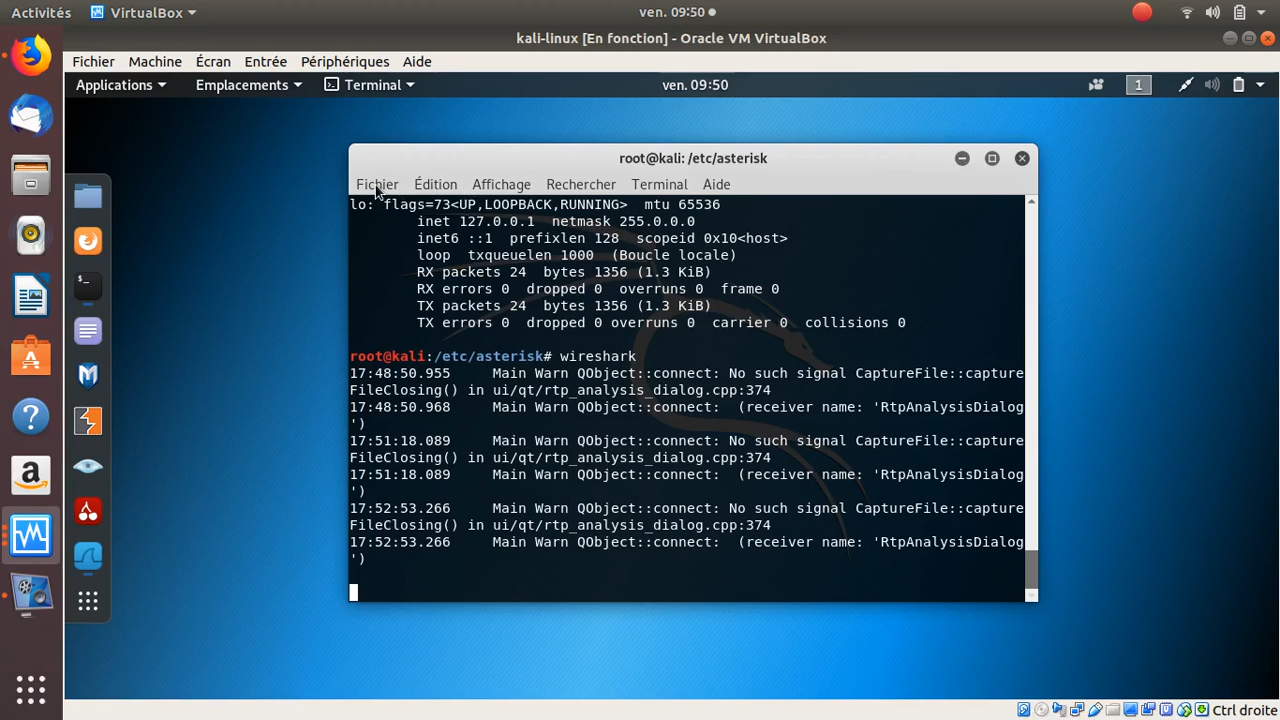 Activités VirtualBox ven. 09:50
kali-linux [En fonction] - Oracle VM VirtualBox
Fichier Machine Écran Entrée Périphériques Aide
Applications Emplacements Terminal ven. 09:50 1
root@kali: /etc/asterisk
Fichier Édition Affichage Rechercher Terminal Aide
lo: flags=73<UP,LOOPBACK,RUNNING> mtu 65536
inet 127.0.0.1 netmask 255.0.0.0
inet6 ::1 prefixlen 128 scopeid 0x10<host>
loop txqueuelen 1000 (Boucle locale)
RX packets 24 bytes 1356 (1.3 KiB)
RX errors 0 dropped 0 overruns 0 frame 0
TX packets 24 bytes 1356 (1.3 KiB)
TX errors 0 dropped 0 overruns 0 carrier 0 collisions 0
root@kali:/etc/asterisk# wireshark
17:48:50.955 Main Warn QObject::connect: No such signal CaptureFile::capture
FileClosing() in ui/qt/rtp_analysis_dialog.cpp:374
17:48:50.968 Main Warn QObject::connect: (receiver name: 'RtpAnalysisDialog
')
17:51:18.089 Main Warn QObject::connect: No such signal CaptureFile::capture
FileClosing() in ui/qt/rtp_analysis_dialog.cpp:374
17:51:18.089 Main Warn QObject::connect: (receiver name: 'RtpAnalysisDialog
')
17:52:53.266 Main Warn QObject::connect: No such signal CaptureFile::capture
FileClosing() in ui/qt/rtp_analysis_dialog.cpp:374
17:52:53.266 Main Warn QObject::connect: (receiver name: 'RtpAnalysisDialog
')
Ctrl droite